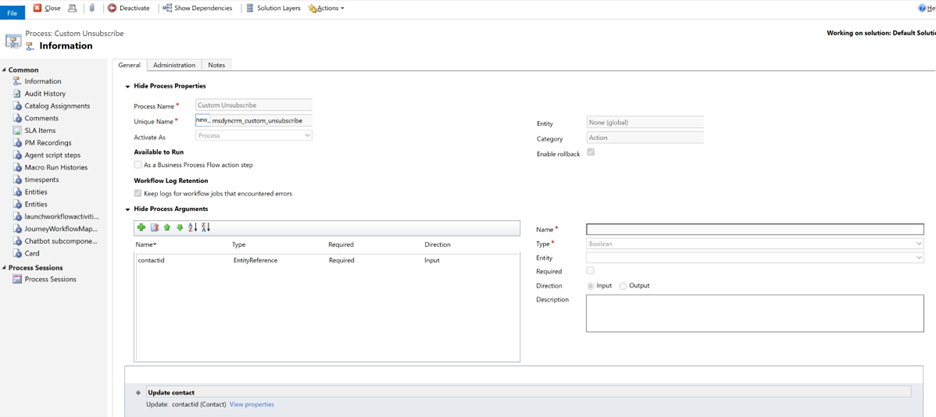 File
Close
Deactivate
Show Dependencies
Solution Layers
Actions
Process: Custom Unsubscribe
Information
Working on solution: Default Soluti
Common
Information
Audit History
Catalog Assignments
Comments
SLA Items
PM Recordings
Agent script steps
Macro Run Histories
timespents
Entities
Entities
launchworkflowactiviti...
JourneyWorkflowMap...
Chatbot subcompone...
Card
Process Sessions
Process Sessions
General Administration Notes
Hide Process Properties
Process Name * Custom Unsubscribe
Unique Name * new_ msdyncrm_custom_unsubscribe
Activate As Process
Available to Run
As a Business Process Flow action step
Workflow Log Retention
Keep logs for workflow jobs that encountered errors
Entity None (global)
Category Action
Enable rollback
Hide Process Arguments
Name Type Required Direction
contactid EntityReference Required Input
Name *
Type * Boolean
Entity
Required
Direction Input Output
Description
Update contact
Update: contactid (Contact) View properties